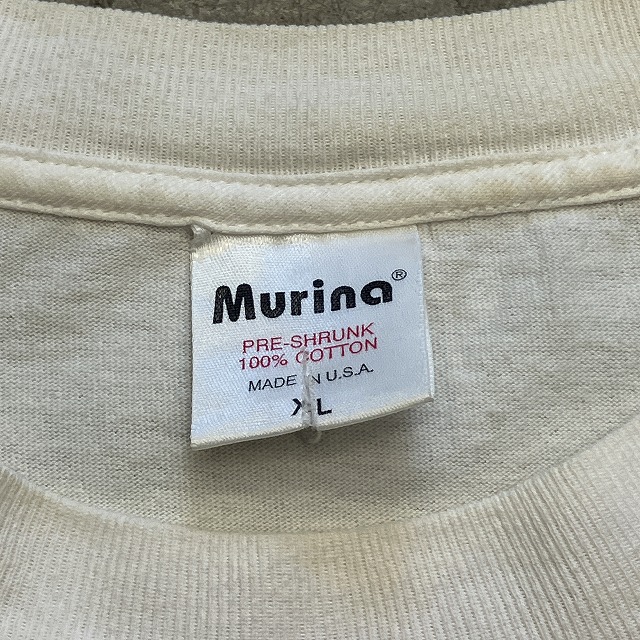 Murina®
PRE-SHRUNK
100% COTTON
MADE IN U.S.A.
XL